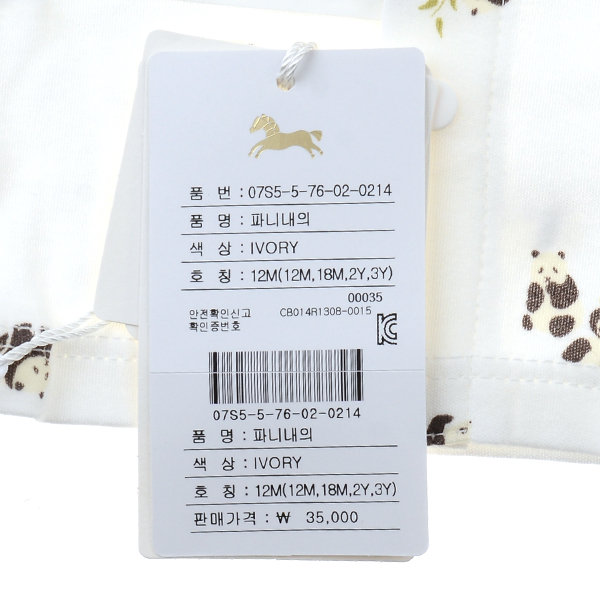 품 번 : 07S5-5-76-02-0214
품 명 : 파니내의
색 상 : IVORY
호 칭 : 12M(12M,18M,2Y,3Y)
00035
안전확인신고 CB014R1308-0015
확인증번호
07S5-5-76-02-0214
품 명 : 파니내의
색 상 : IVORY
호 칭 : 12M(12M,18M,2Y,3Y)
판매가격 : ₩ 35,000